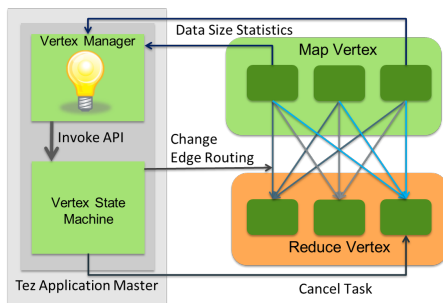 Vertex Manager
Data Size Statistics
Map Vertex
Invoke API
Change
Edge Routing
Vertex State
Machine
Reduce Vertex
Tez Application Master
Cancel Task